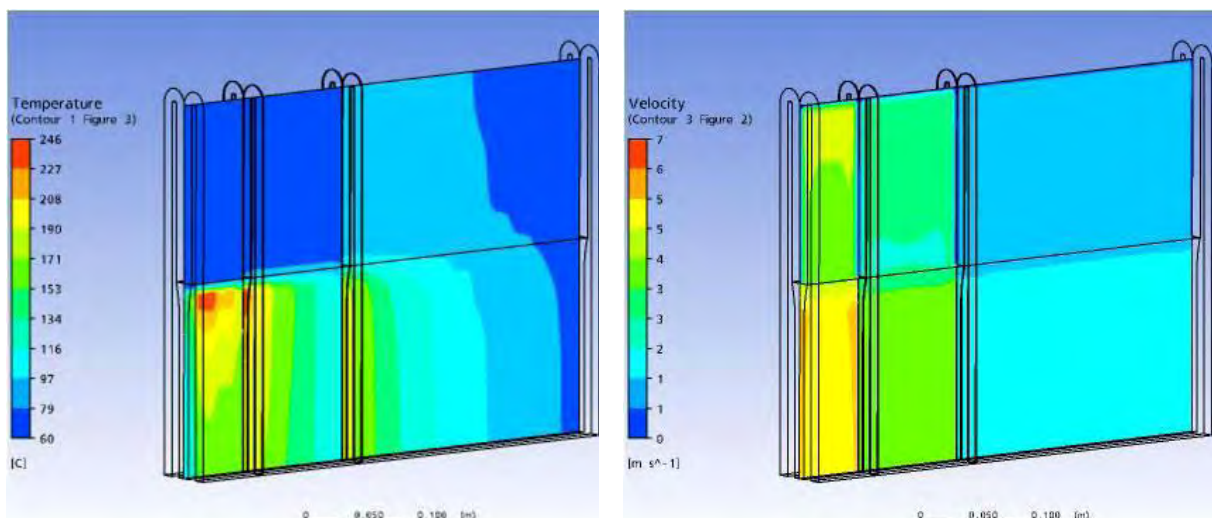 Temperature
(Contour 1 Figure 3)
246
227
208
190
171
153
134
116
97
79
60
[C]
0 0.050 0.100 [m]
Velocity
(Contour 3 Figure 2)
7
6
5
5
4
3
3
2
1
1
0
[m s^-1]
0 0.050 0.100 [m]